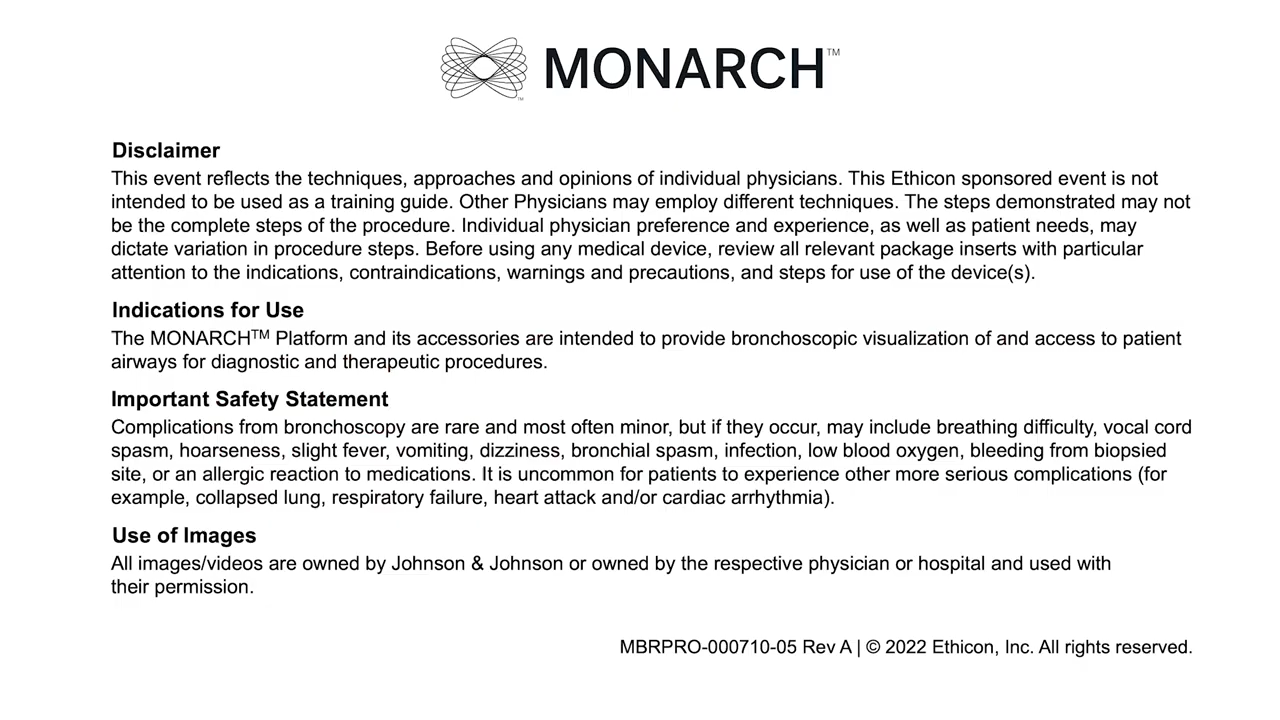 MONARCH™
™
Disclaimer
This event reflects the techniques, approaches and opinions of individual physicians. This Ethicon sponsored event is not
intended to be used as a training guide. Other Physicians may employ different techniques. The steps demonstrated may not
be the complete steps of the procedure. Individual physician preference and experience, as well as patient needs, may
dictate variation in procedure steps. Before using any medical device, review all relevant package inserts with particular
attention to the indications, contraindications, warnings and precautions, and steps for use of the device(s).
Indications for Use
The MONARCH™ Platform and its accessories are intended to provide bronchoscopic visualization of and access to patient
airways for diagnostic and therapeutic procedures.
Important Safety Statement
Complications from bronchoscopy are rare and most often minor, but if they occur, may include breathing difficulty, vocal cord
spasm, hoarseness, slight fever, vomiting, dizziness, bronchial spasm, infection, low blood oxygen, bleeding from biopsied
site, or an allergic reaction to medications. It is uncommon for patients to experience other more serious complications (for
example, collapsed lung, respiratory failure, heart attack and/or cardiac arrhythmia).
Use of Images
All images/videos are owned by Johnson & Johnson or owned by the respective physician or hospital and used with
their permission.
MBRPRO-000710-05 Rev A | © 2022 Ethicon, Inc. All rights reserved.